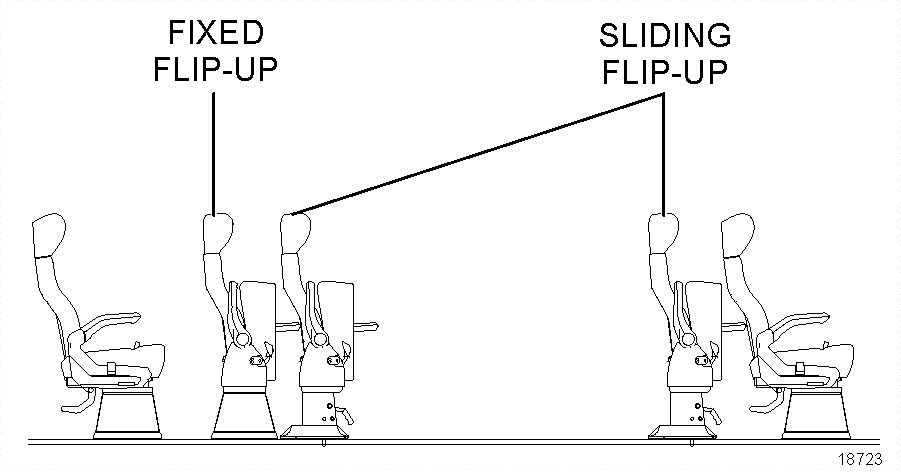 FIXED
FLIP-UP
SLIDING
FLIP-UP
18723